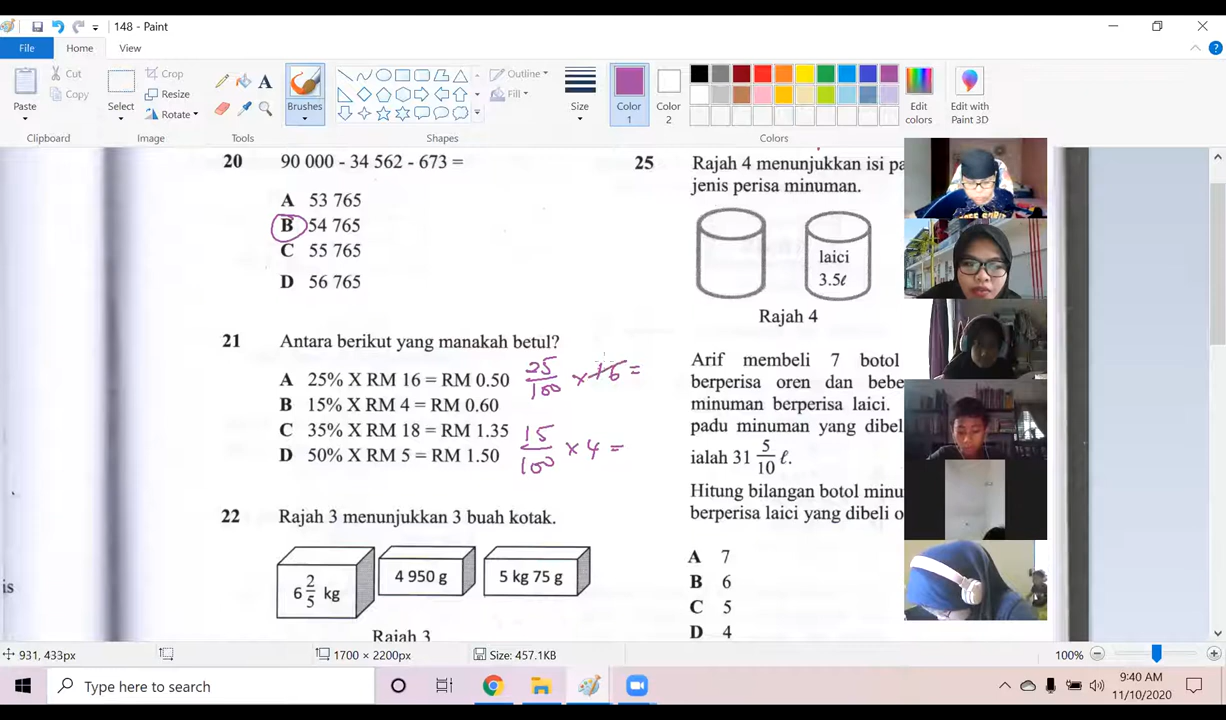 148 - Paint
File
Home
View
Paste
Cut
Copy
Clipboard
Select
Crop
Resize
Rotate
Image
Tools
Brushes
Shapes
Outline
Fill
Size
Color 1
Color 2
Edit colors
Edit with Paint 3D
Colors
20 90 000 - 34 562 - 673 =
A 53 765
B 54 765
C 55 765
D 56 765
21 Antara berikut yang manakah betul?
A 25% X RM 16 = RM 0.50
B 15% X RM 4 = RM 0.60
C 35% X RM 18 = RM 1.35
D 50% X RM 5 = RM 1.50
25/100 × 16 =
15/100 × 4 =
22 Rajah 3 menunjukkan 3 buah kotak.
6 2/5 kg
4 950 g
5 kg 75 g
Rajah 3
is
25 Rajah 4 menunjukkan isi pa
jenis perisa minuman.
laici
3.5ℓ
Rajah 4
Arif membeli 7 botol
berperisa oren dan bebe
minuman berperisa laici.
padu minuman yang dibel
ialah 31 5/10 ℓ.
Hitung bilangan botol minu
berperisa laici yang dibeli o
A 7
B 6
C 5
D 4
931, 433px
1700 × 2200px
Size: 457.1KB
100%
Type here to search
9:40 AM
11/10/2020